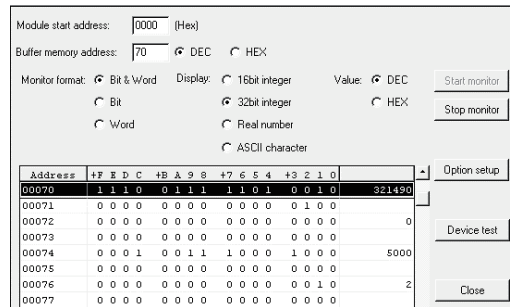 Module start address: 0000 (Hex)
Buffer memory address: 70 DEC HEX
Monitor format: Bit & Word Display: 16bit integer Value: DEC Start monitor
Bit 32bit integer HEX Stop monitor
Word Real number
ASCII character
Address +F E D C +B A 9 8 +7 6 5 4 +3 2 1 0 Option setup
00070 1 1 1 0 0 1 1 1 1 1 0 1 0 0 1 0 321490
00071 0 0 0 0 0 0 0 0 0 0 0 0 0 1 0 0
00072 0 0 0 0 0 0 0 0 0 0 0 0 0 0 0 0 0
00073 0 0 0 0 0 0 0 0 0 0 0 0 0 0 0 0 Device test
00074 0 0 0 1 0 0 1 1 1 0 0 0 1 0 0 0 5000
00075 0 0 0 0 0 0 0 0 0 0 0 0 0 0 0 0
00076 0 0 0 0 0 0 0 0 0 0 0 0 0 0 1 0 2
00077 0 0 0 0 0 0 0 0 0 0 0 0 0 0 0 0 Close